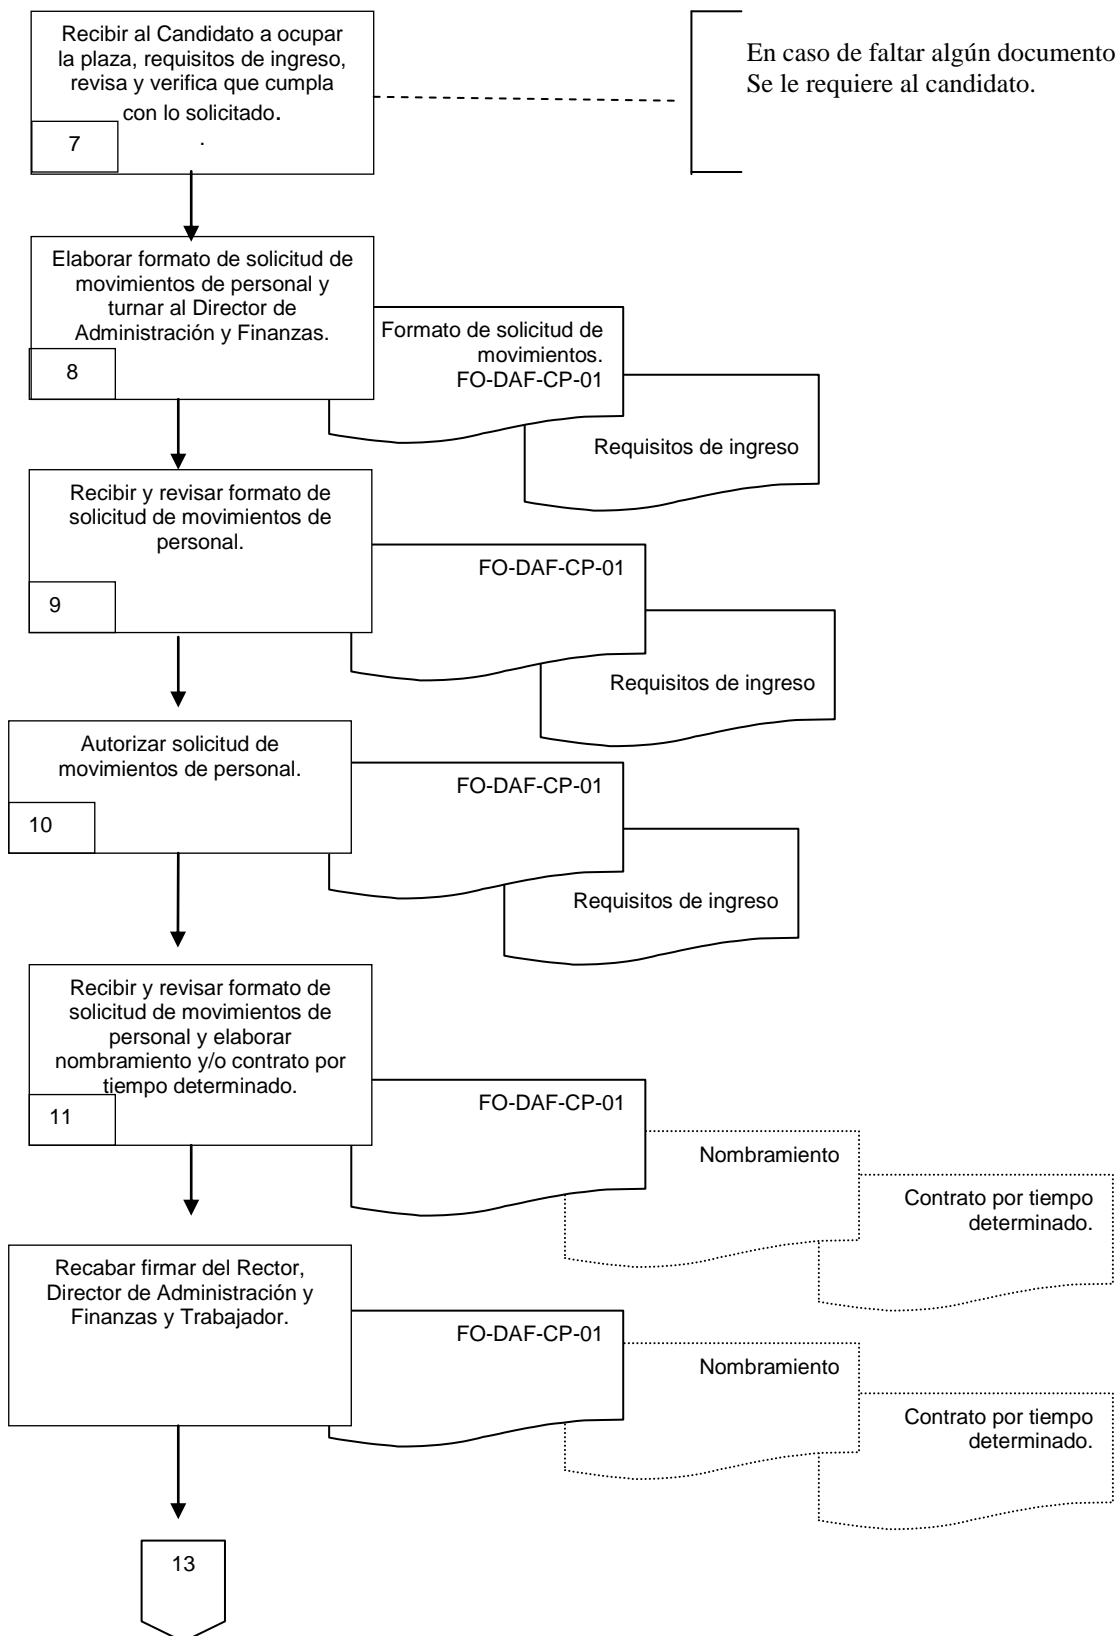 Recibir al Candidato a ocupar
la plaza, requisitos de ingreso,
revisa y verifica que cumpla
con lo solicitado.
.
7
En caso de faltar algún documento
Se le requiere al candidato.
Elaborar formato de solicitud de
movimientos de personal y
turnar al Director de
Administración y Finanzas.
8
Formato de solicitud de
movimientos.
FO-DAF-CP-01
Requisitos de ingreso
Recibir y revisar formato de
solicitud de movimientos de
personal.
9
FO-DAF-CP-01
Requisitos de ingreso
Autorizar solicitud de
movimientos de personal.
10
FO-DAF-CP-01
Requisitos de ingreso
Recibir y revisar formato de
solicitud de movimientos de
personal y elaborar
nombramiento y/o contrato por
tiempo determinado.
11
FO-DAF-CP-01
Nombramiento
Contrato por tiempo
determinado.
Recabar firmar del Rector,
Director de Administración y
Finanzas y Trabajador.
FO-DAF-CP-01
Nombramiento
Contrato por tiempo
determinado.
13